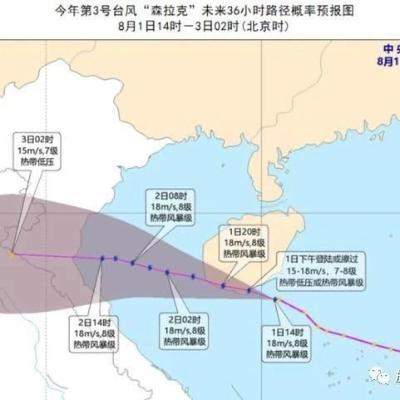 今年第3号台风“森拉克”未来36小时路径概率预报图
8月1日14时－3日02时(北京时)
中央
8月1
3日02时
15m/s,7级
热带低压
2日08时
18m/s,8级
热带风暴级
1日20时
18m/s,8级
热带风暴级
1日下午登陆或擦过
15-18m/s，7-8级
热带低压或热带风暴级
2日14时
18m/s,8级
热带风暴级
2日02时
18m/s,8级
热带风暴级
1日14时
18m/s,8级
热带风暴级